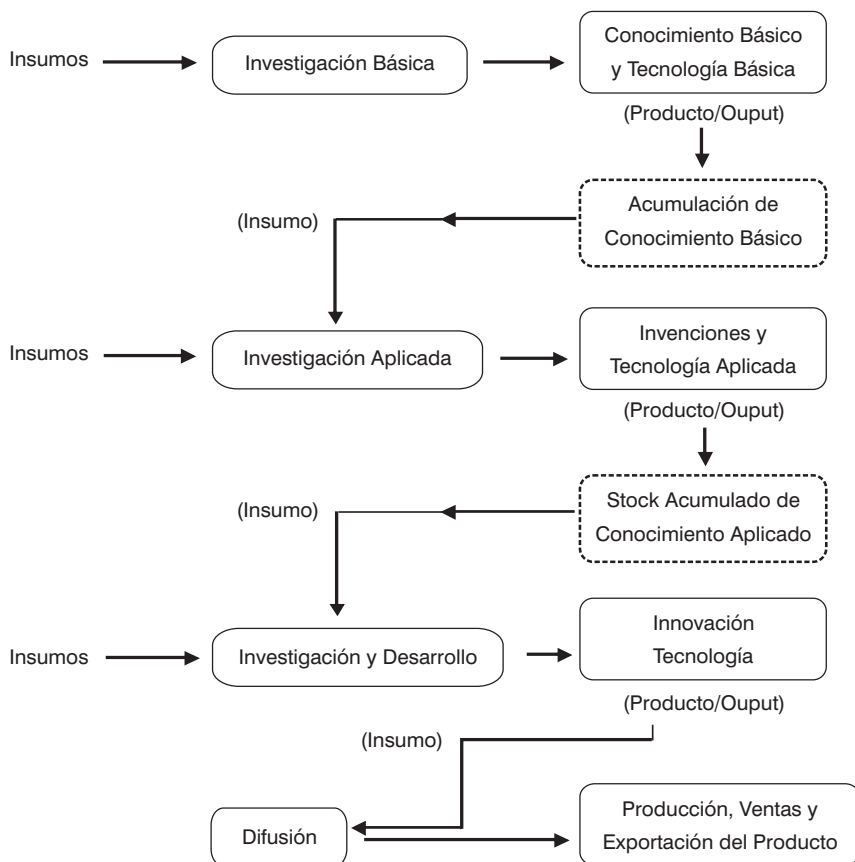 Insumos
Investigación Básica
Conocimiento Básico
y Tecnología Básica
(Producto/Ouput)
(Insumo)
Acumulación de
Conocimiento Básico
Insumos
Investigación Aplicada
Invenciones y
Tecnología Aplicada
(Producto/Ouput)
(Insumo)
Stock Acumulado de
Conocimiento Aplicado
Insumos
Investigación y Desarrollo
Innovación
Tecnología
(Producto/Ouput)
(Insumo)
Difusión
Producción, Ventas y
Exportación del Producto